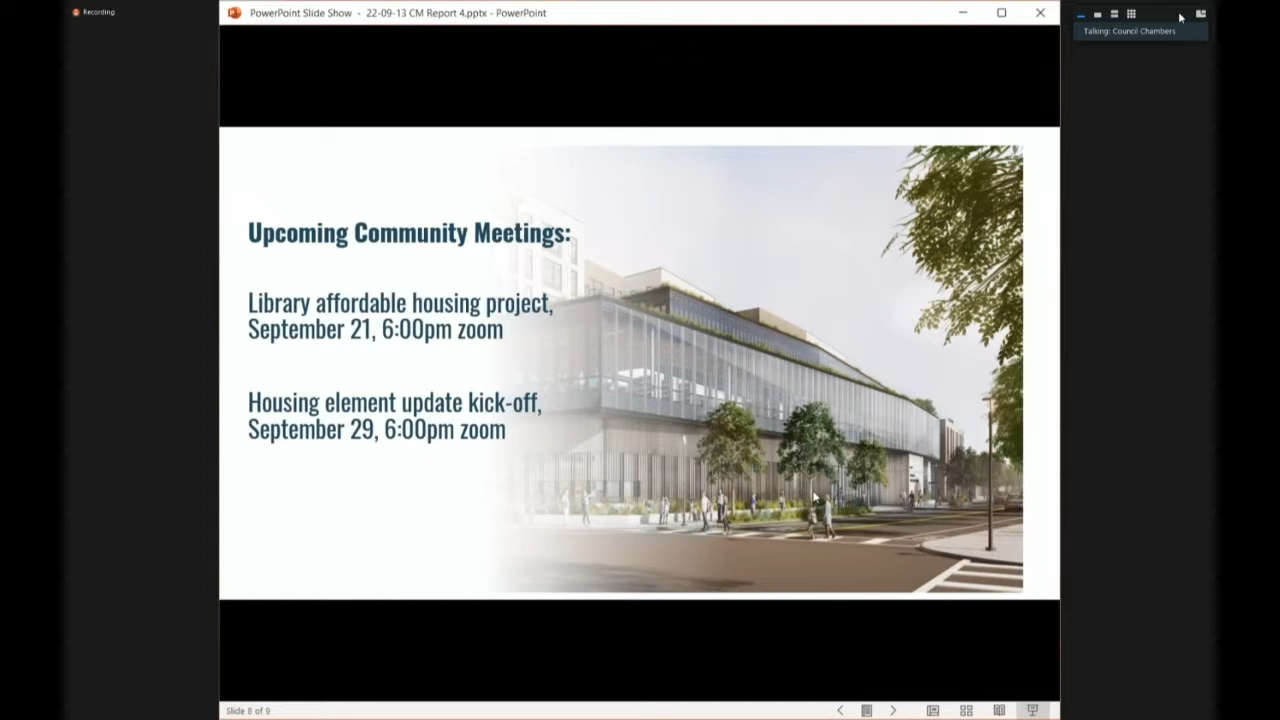 Recording
PowerPoint Slide Show - 22-09-13 CM Report 4.pptx - PowerPoint
Talking: Council Chambers
Upcoming Community Meetings:
Library affordable housing project,
September 21, 6:00pm zoom
Housing element update kick-off,
September 29, 6:00pm zoom
Slide 8 of 9